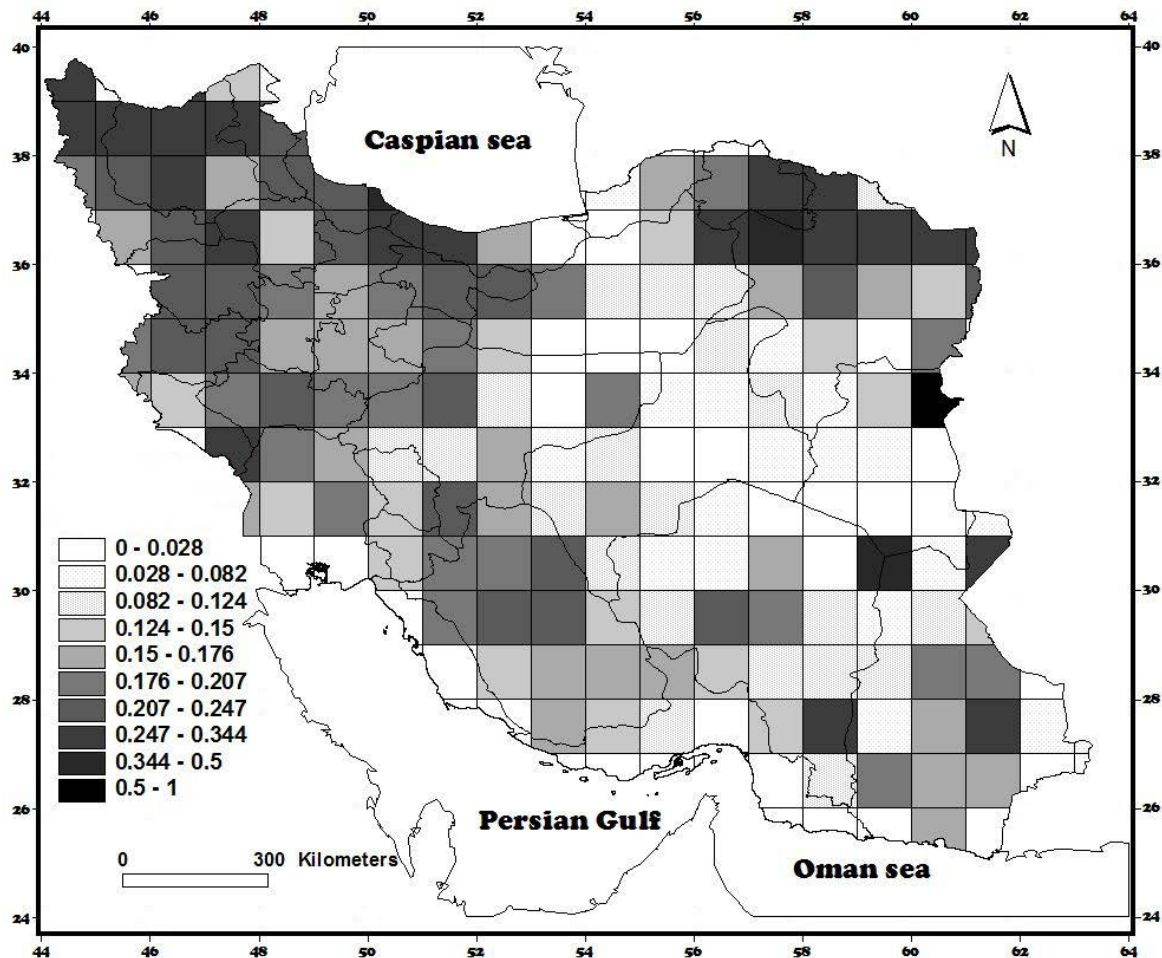 44 46 48 50 52 54 56 58 60 62 64
40 40
Caspian sea
N
38 38
36 36
34 34
32 32
0 - 0.028
0.028 - 0.082
0.082 - 0.124
0.124 - 0.15
0.15 - 0.176
0.176 - 0.207
0.207 - 0.247
0.247 - 0.344
0.344 - 0.5
0.5 - 1
30 30
28 28
26 26
Persian Gulf
0 300 Kilometers
Oman sea
24 24
44 46 48 50 52 54 56 58 60 62 64